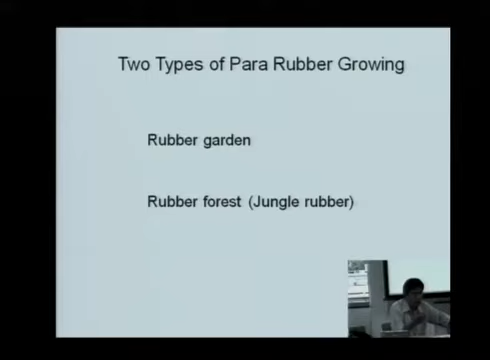 Two Types of Para Rubber Growing
Rubber garden
Rubber forest (Jungle rubber)